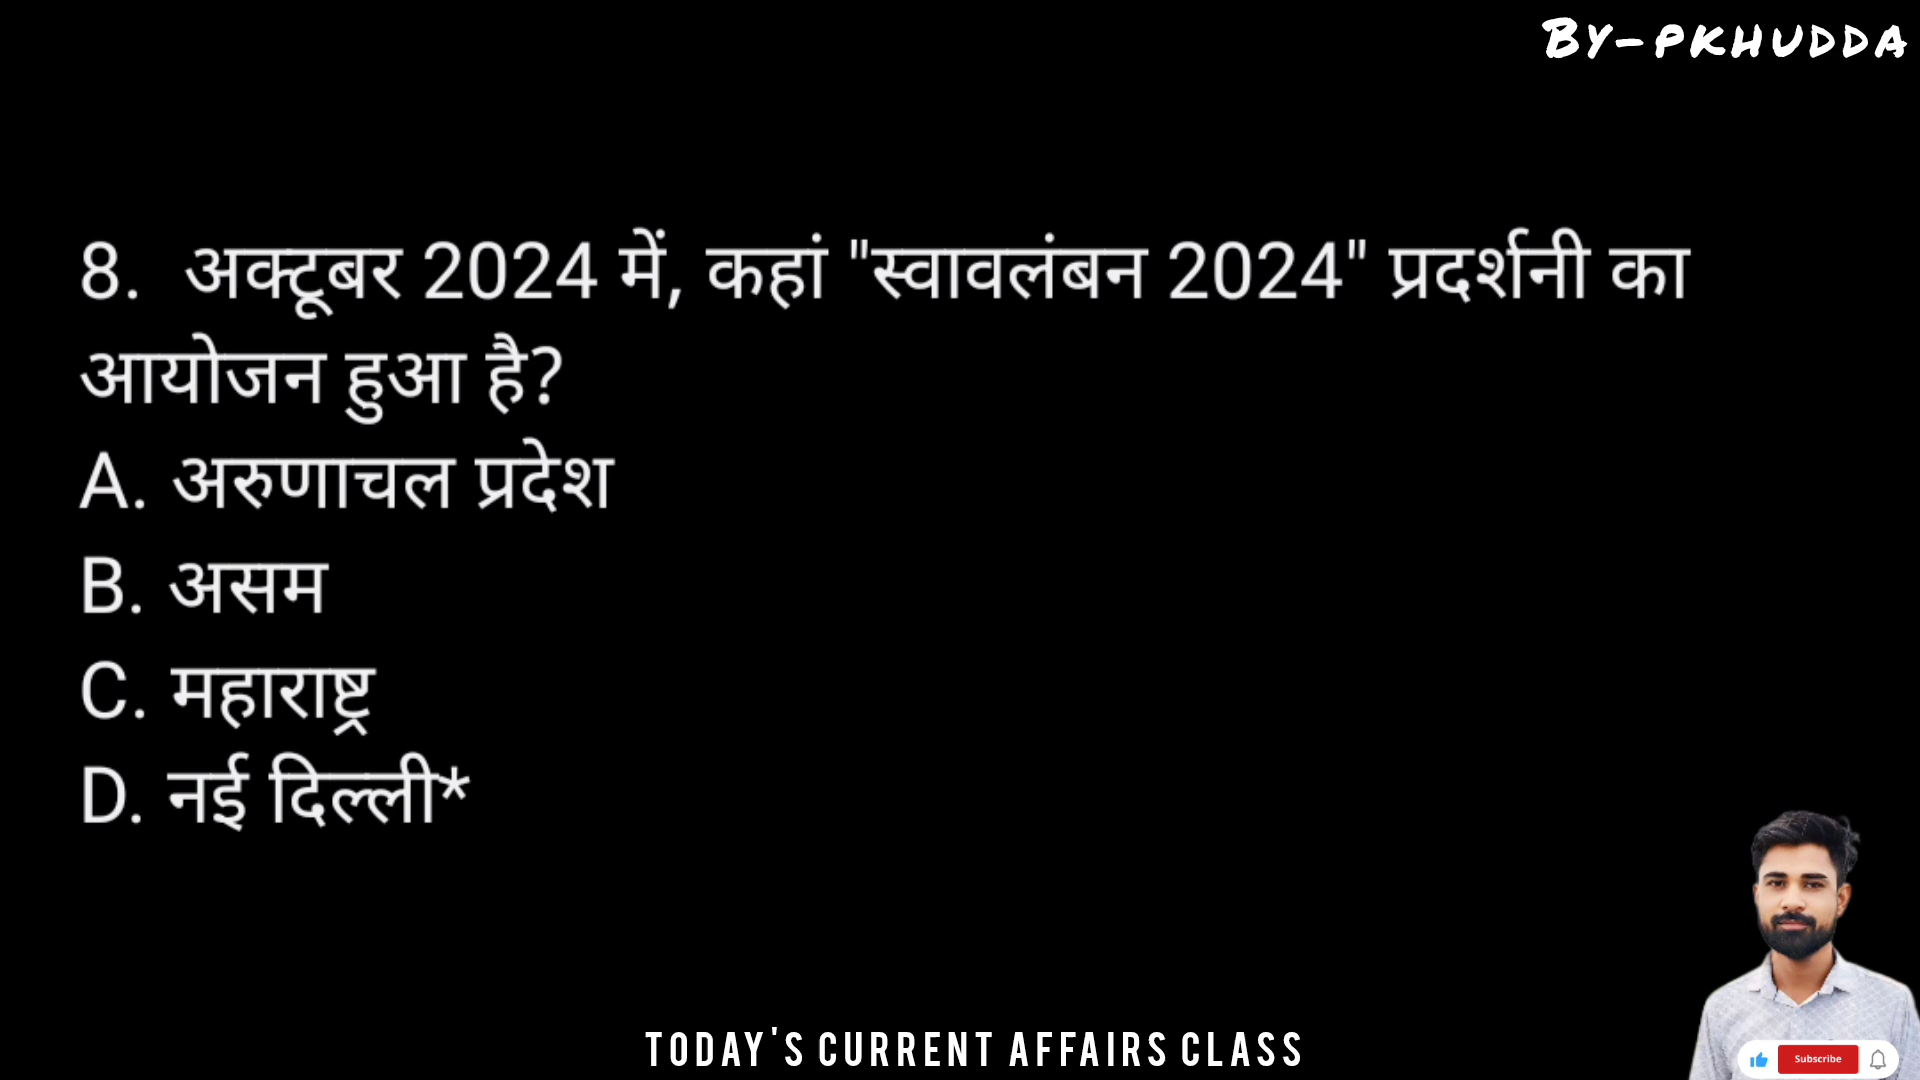 By-pkhudda
8. अक्टूबर 2024 में, कहां "स्वावलंबन 2024" प्रदर्शनी का
आयोजन हुआ है?
A. अरुणाचल प्रदेश
B. असम
C. महाराष्ट्र
D. नई दिल्ली*
TODAY'S CURRENT AFFAIRS CLASS
Subscribe